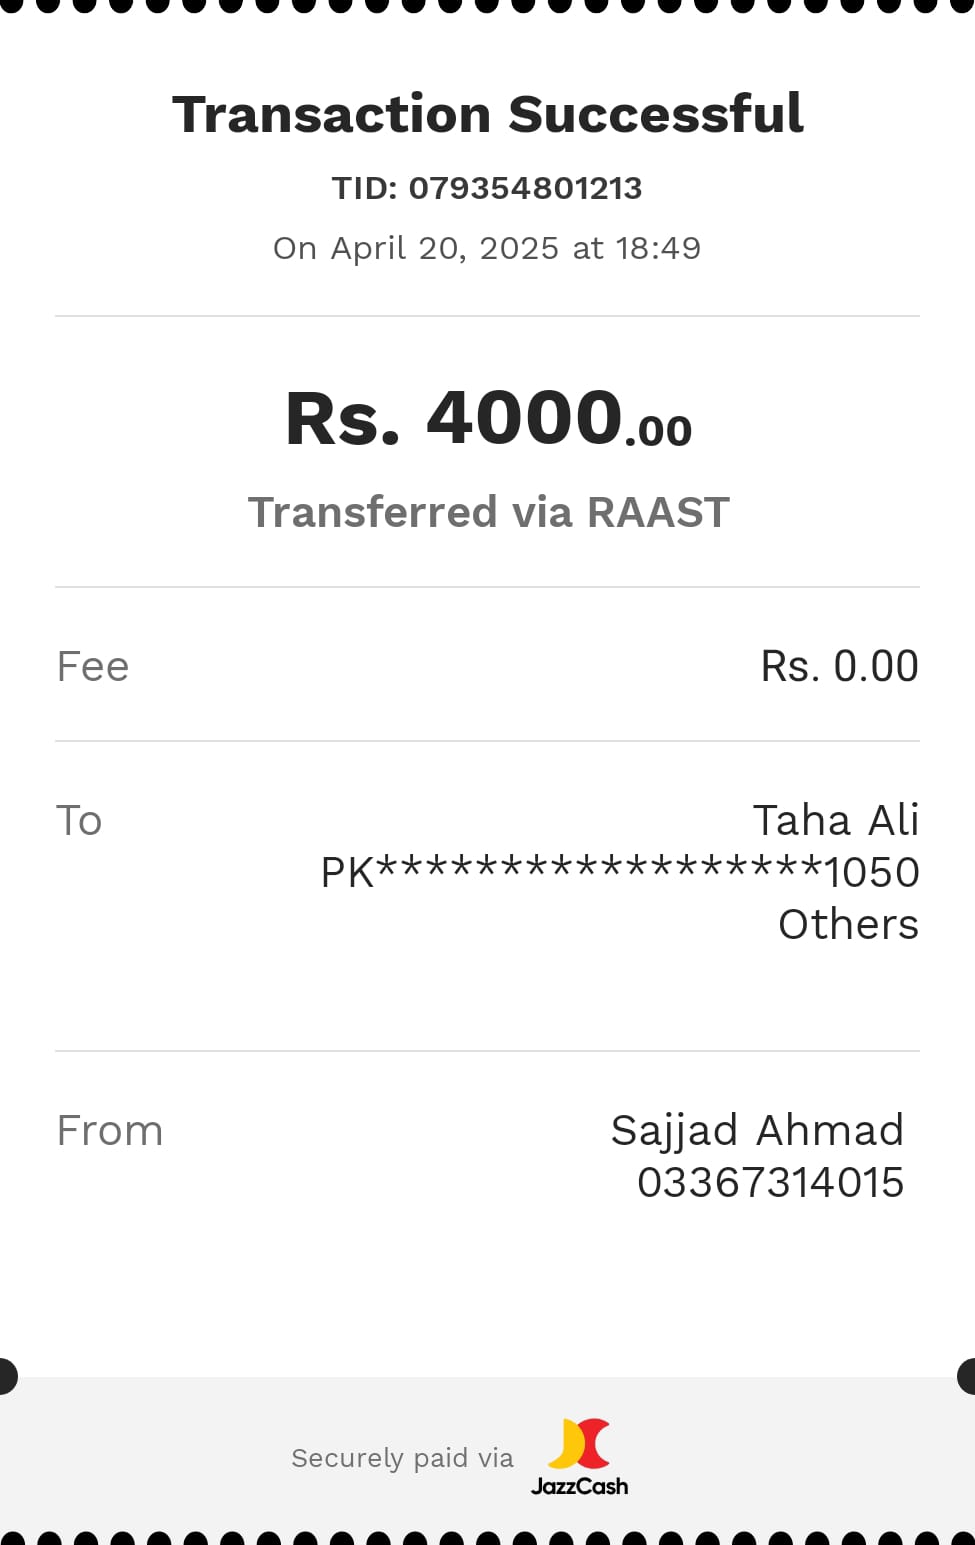 Transaction Successful
TID: 079354801213
On April 20, 2025 at 18:49
Rs. 4000.00
Transferred via RAAST
Fee
Rs. 0.00
To
Taha Ali
PK******************1050
Others
From
Sajjad Ahmad
03367314015
Securely paid via
JazzCash